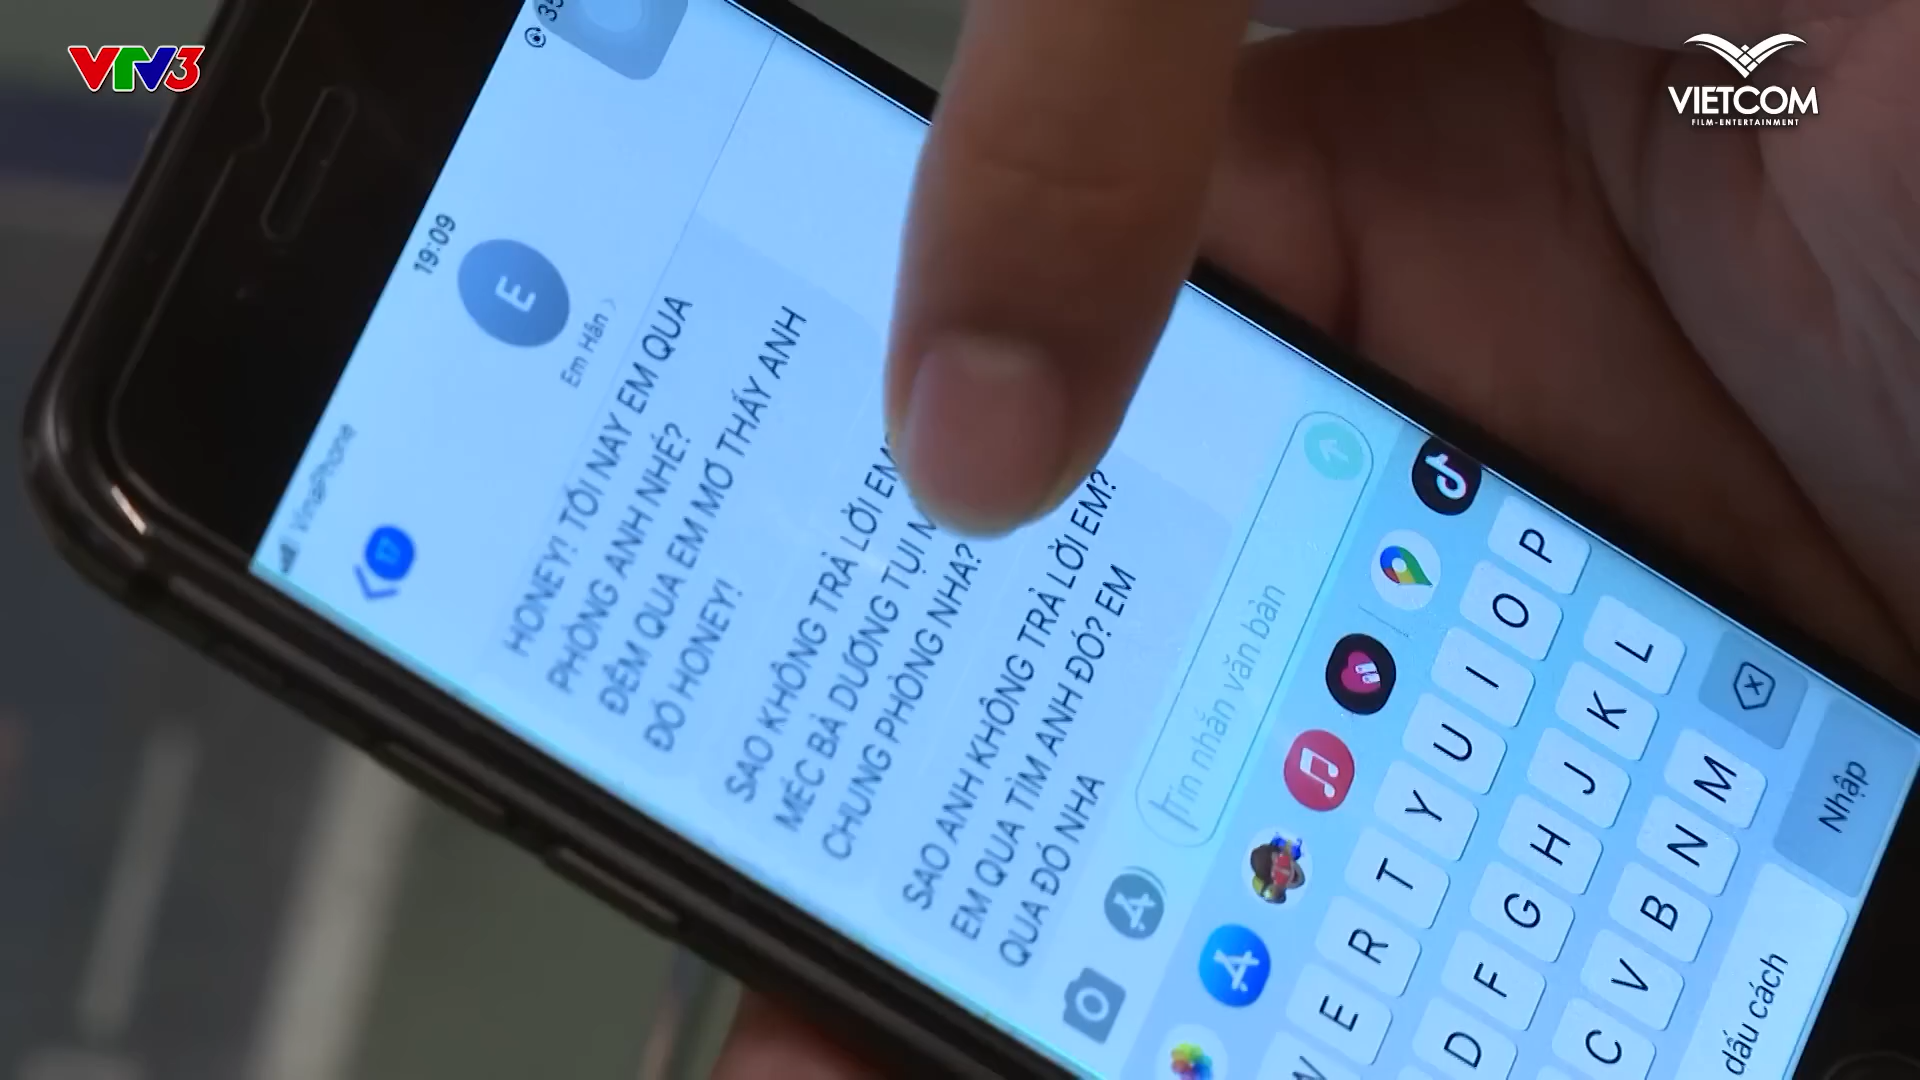 VTV3
VIETCOM
FILM-ENTERTAINMENT
35
19:09
VinaPhone
17
E
Em Hân
HONEY! TỐI NAY EM QUA
PHÒNG ANH NHÉ?
ĐÊM QUA EM MƠ THẤY ANH
ĐÓ HONEY!
SAO KHÔNG TRẢ LỜI EM
MÉC BÀ DƯƠNG TỤI
CHUNG PHÒNG NHA?
SAO ANH KHÔNG TRẢ LỜI EM?
EM QUA TÌM ANH ĐÓ? EM
QUA ĐÓ NHA
Tin nhắn văn bản
W E R T Y U I O P
D F G H J K L
C V B N M
dấu cách
Nhập